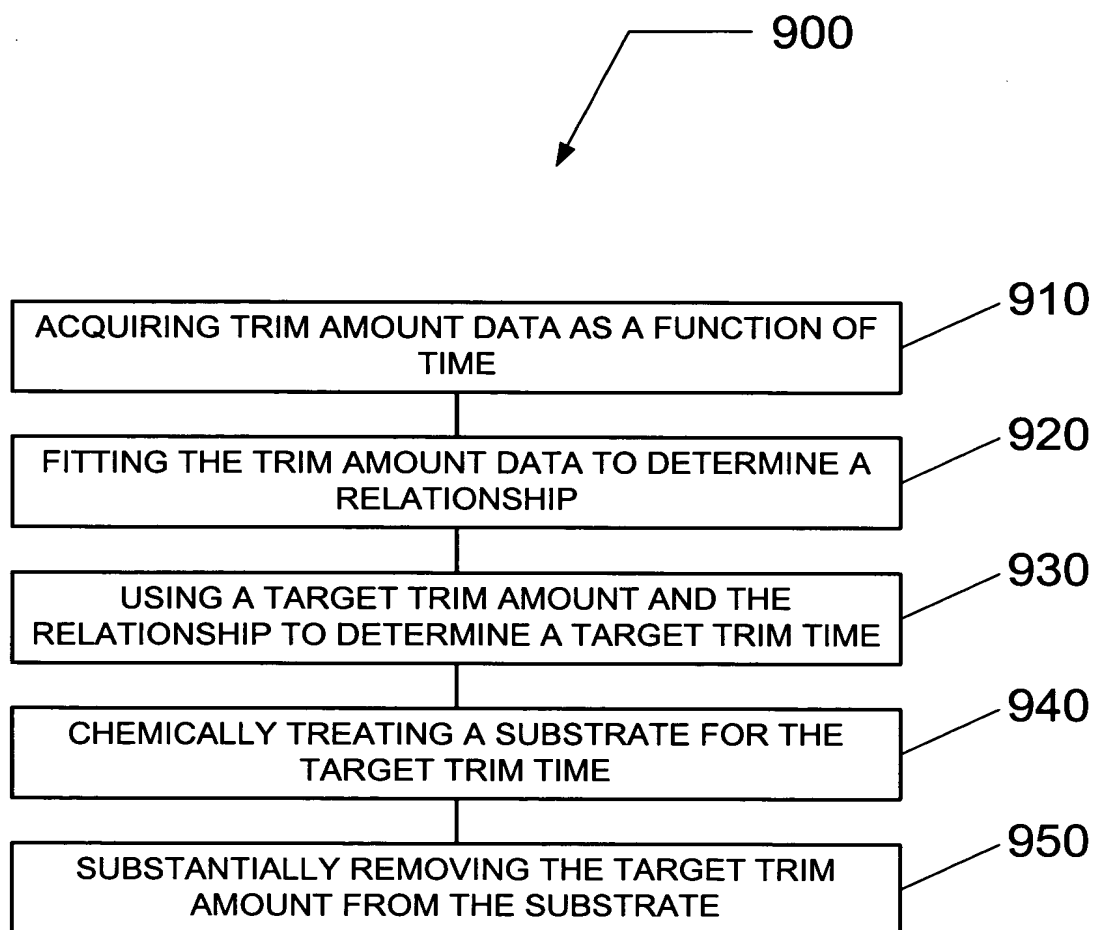 900
ACQUIRING TRIM AMOUNT DATA AS A FUNCTION OF
TIME
910
FITTING THE TRIM AMOUNT DATA TO DETERMINE A
RELATIONSHIP
920
USING A TARGET TRIM AMOUNT AND THE
RELATIONSHIP TO DETERMINE A TARGET TRIM TIME
930
CHEMICALLY TREATING A SUBSTRATE FOR THE
TARGET TRIM TIME
940
SUBSTANTIALLY REMOVING THE TARGET TRIM
AMOUNT FROM THE SUBSTRATE
950